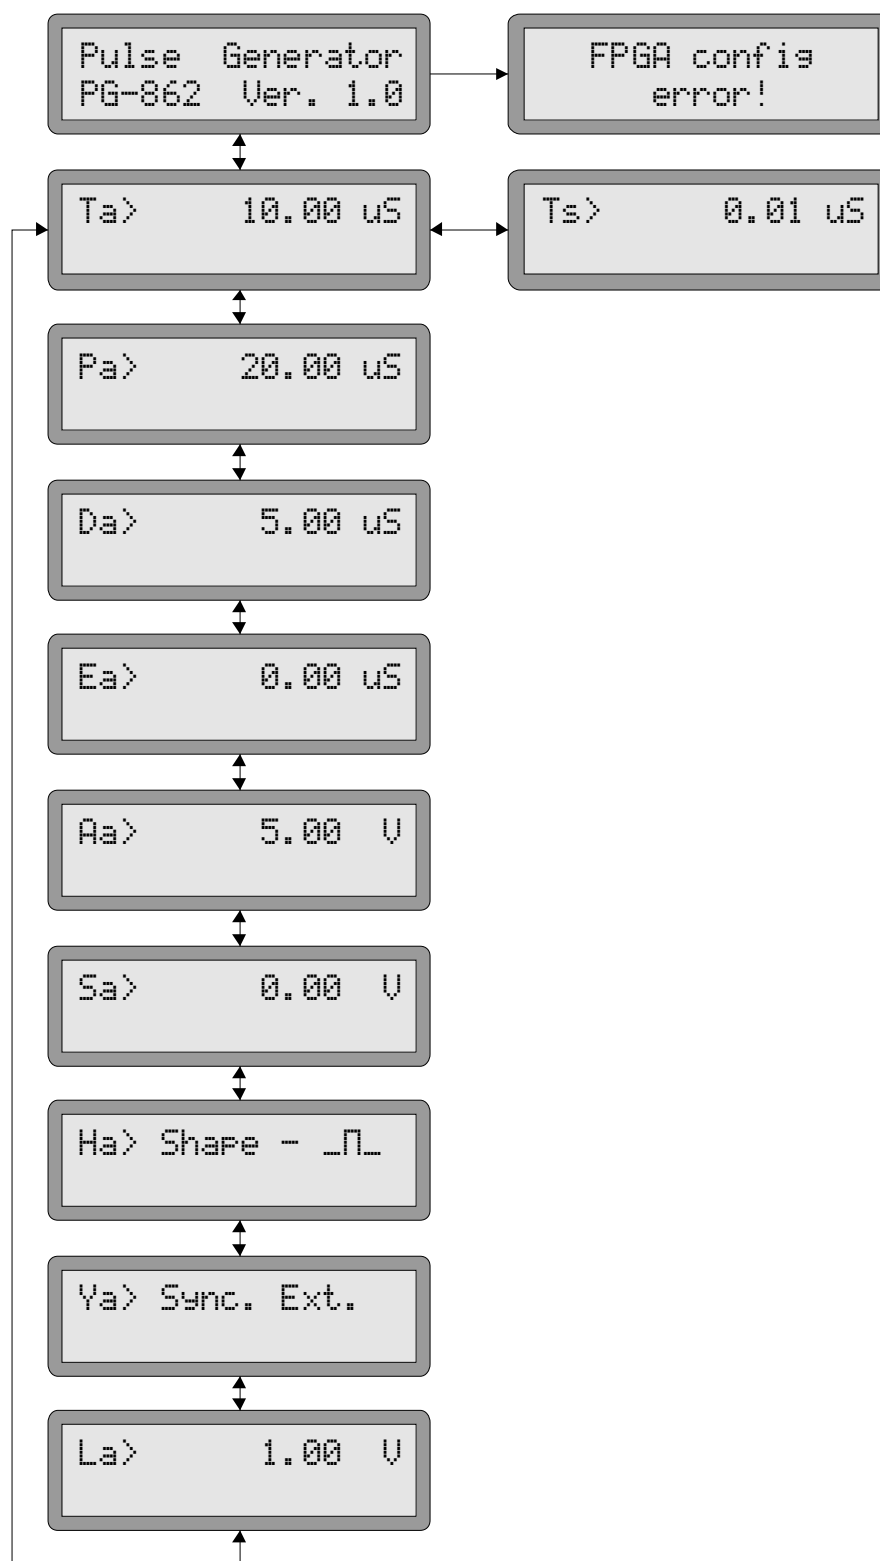 Pulse Generator
PG-862 Ver. 1.0
FPGA config
error!
Ta> 10.00 uS
Ts> 0.01 uS
Pa> 20.00 uS
Da> 5.00 uS
Ea> 0.00 uS
Aa> 5.00 V
Sa> 0.00 V
Ha> Shape - _Π_
Ya> Sync. Ext.
La> 1.00 V